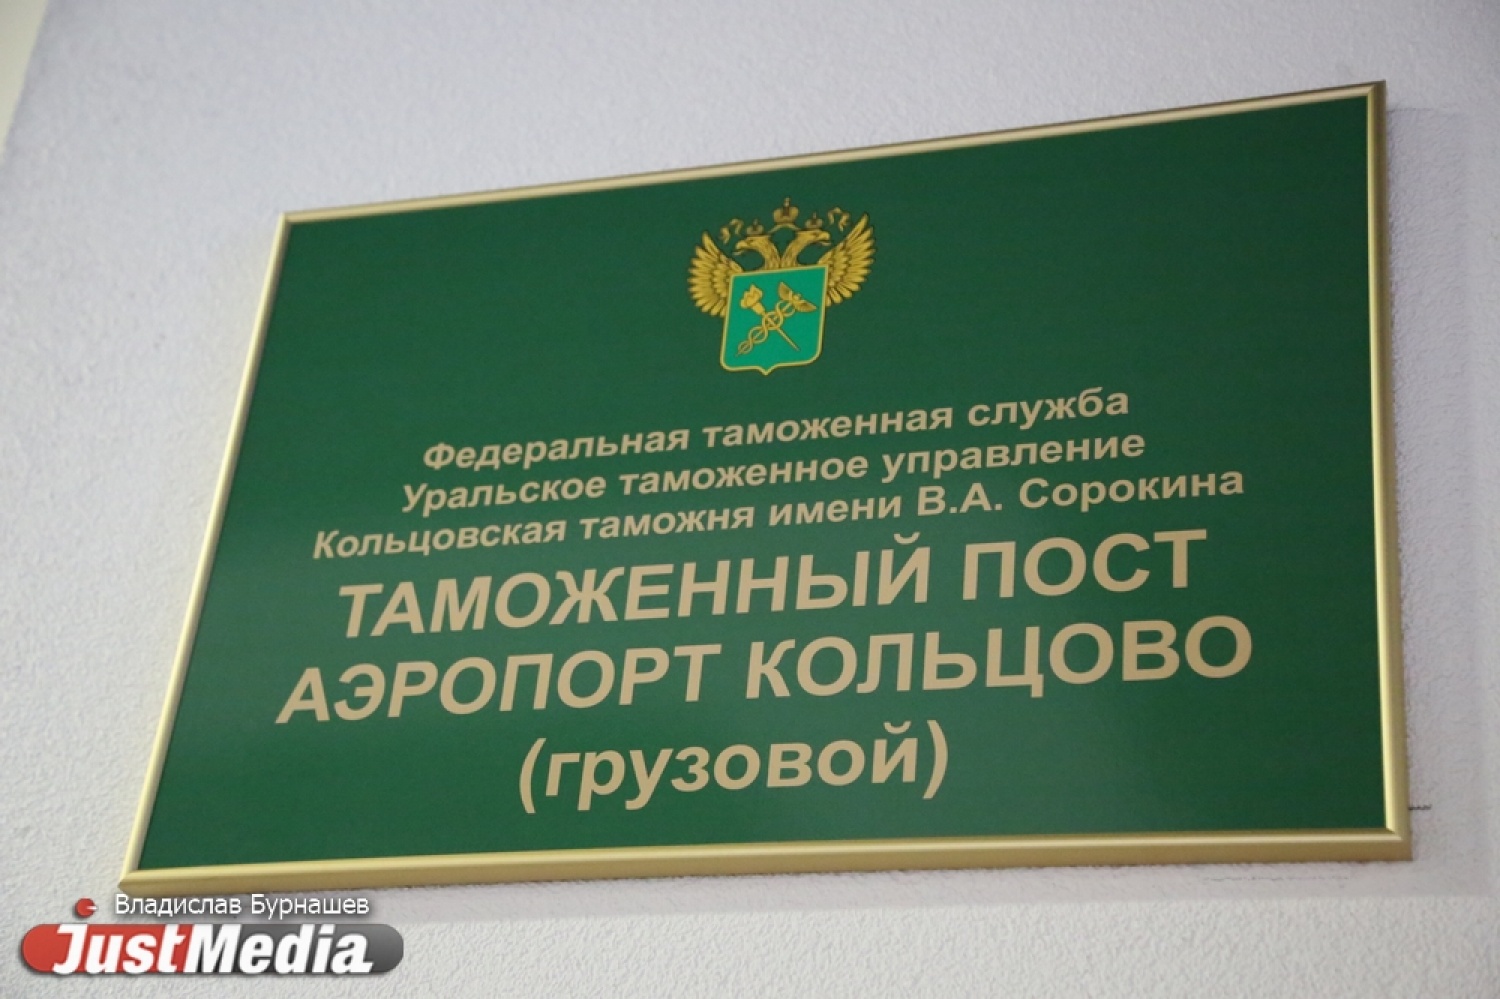 Федеральная таможенная служба
Уральское таможенное управление
Кольцовская таможня имени В.А. Сорокина
ТАМОЖЕННЫЙ ПОСТ
АЭРОПОРТ КОЛЬЦОВО
(грузовой)
Владислав Бурнашев
JustMedia